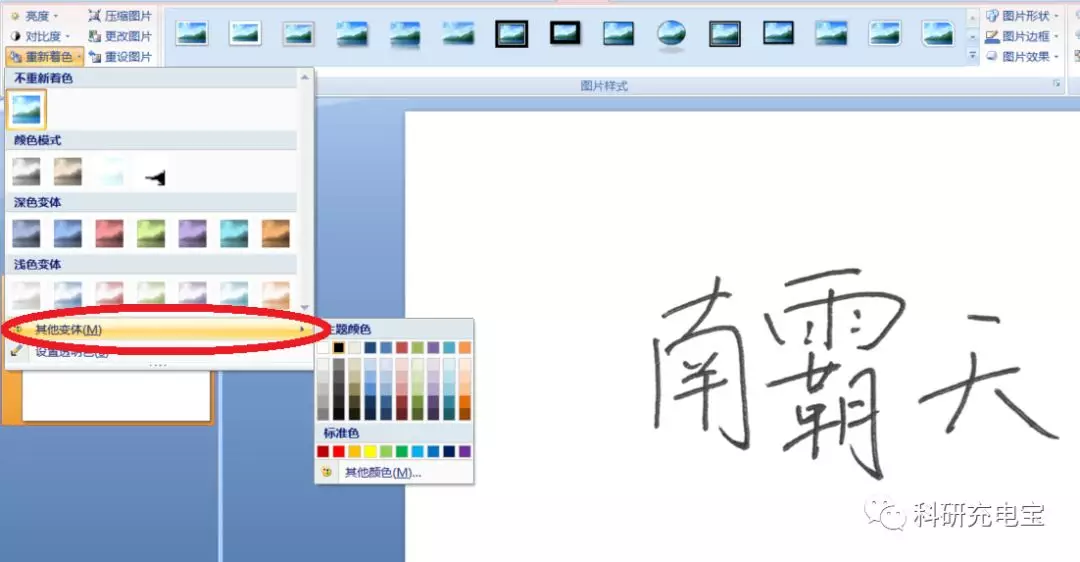 亮度 压缩图片 图片形状
对比度 更改图片 图片边框
重新着色 重设图片 图片效果
图片样式
不重新着色
颜色模式
深色变体
浅色变体
其他变体(M)
设置透明色(S)
主题颜色
标准色
其他颜色(M)...
南霸天
科研充电宝